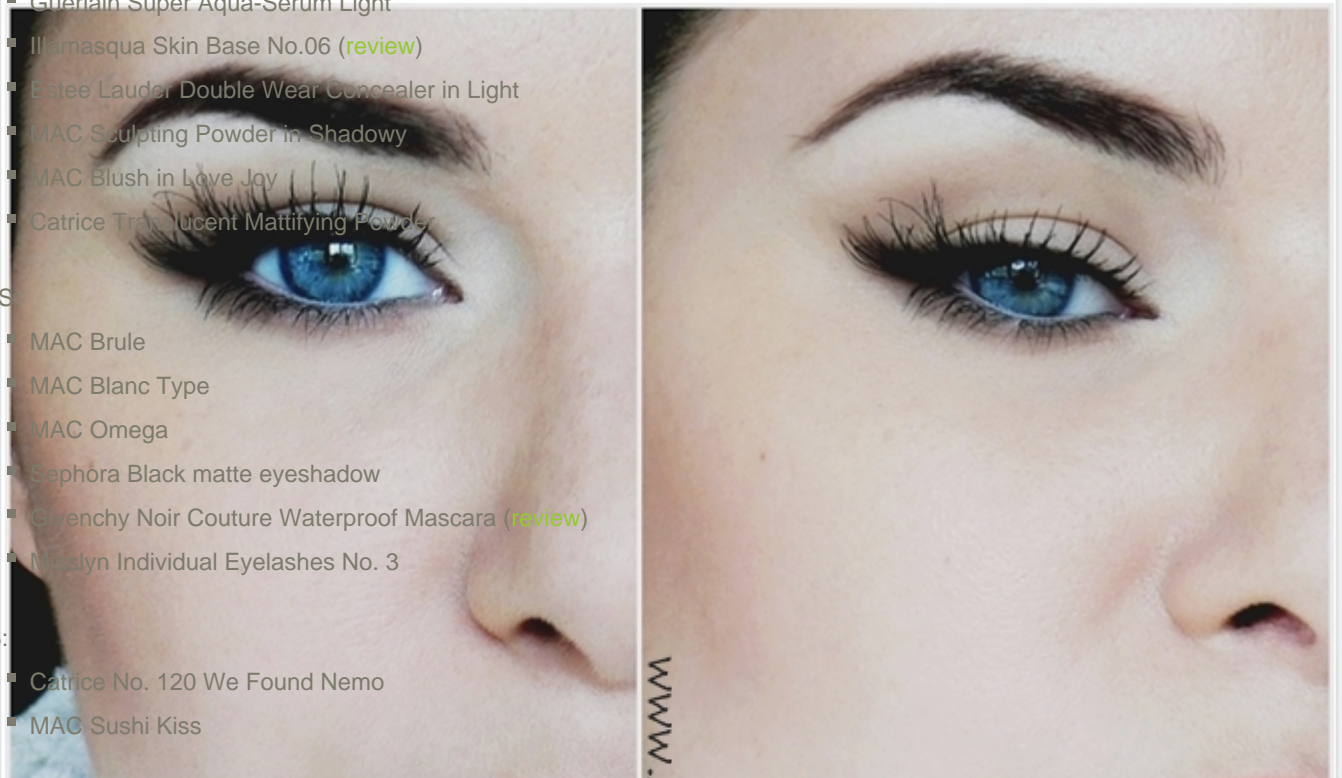 Guerlain Super Aqua-Serum Light
Illamasqua Skin Base No.06 (review)
Estee Lauder Double Wear Concealer in Light
MAC Sculpting Powder in Shadowy
MAC Blush in Love Joy
Catrice Translucent Mattifying Powder
S
MAC Brule
MAC Blanc Type
MAC Omega
Sephora Black matte eyeshadow
Givenchy Noir Couture Waterproof Mascara (review)
Misslyn Individual Eyelashes No. 3
:
Catrice No. 120 We Found Nemo
MAC Sushi Kiss
www.